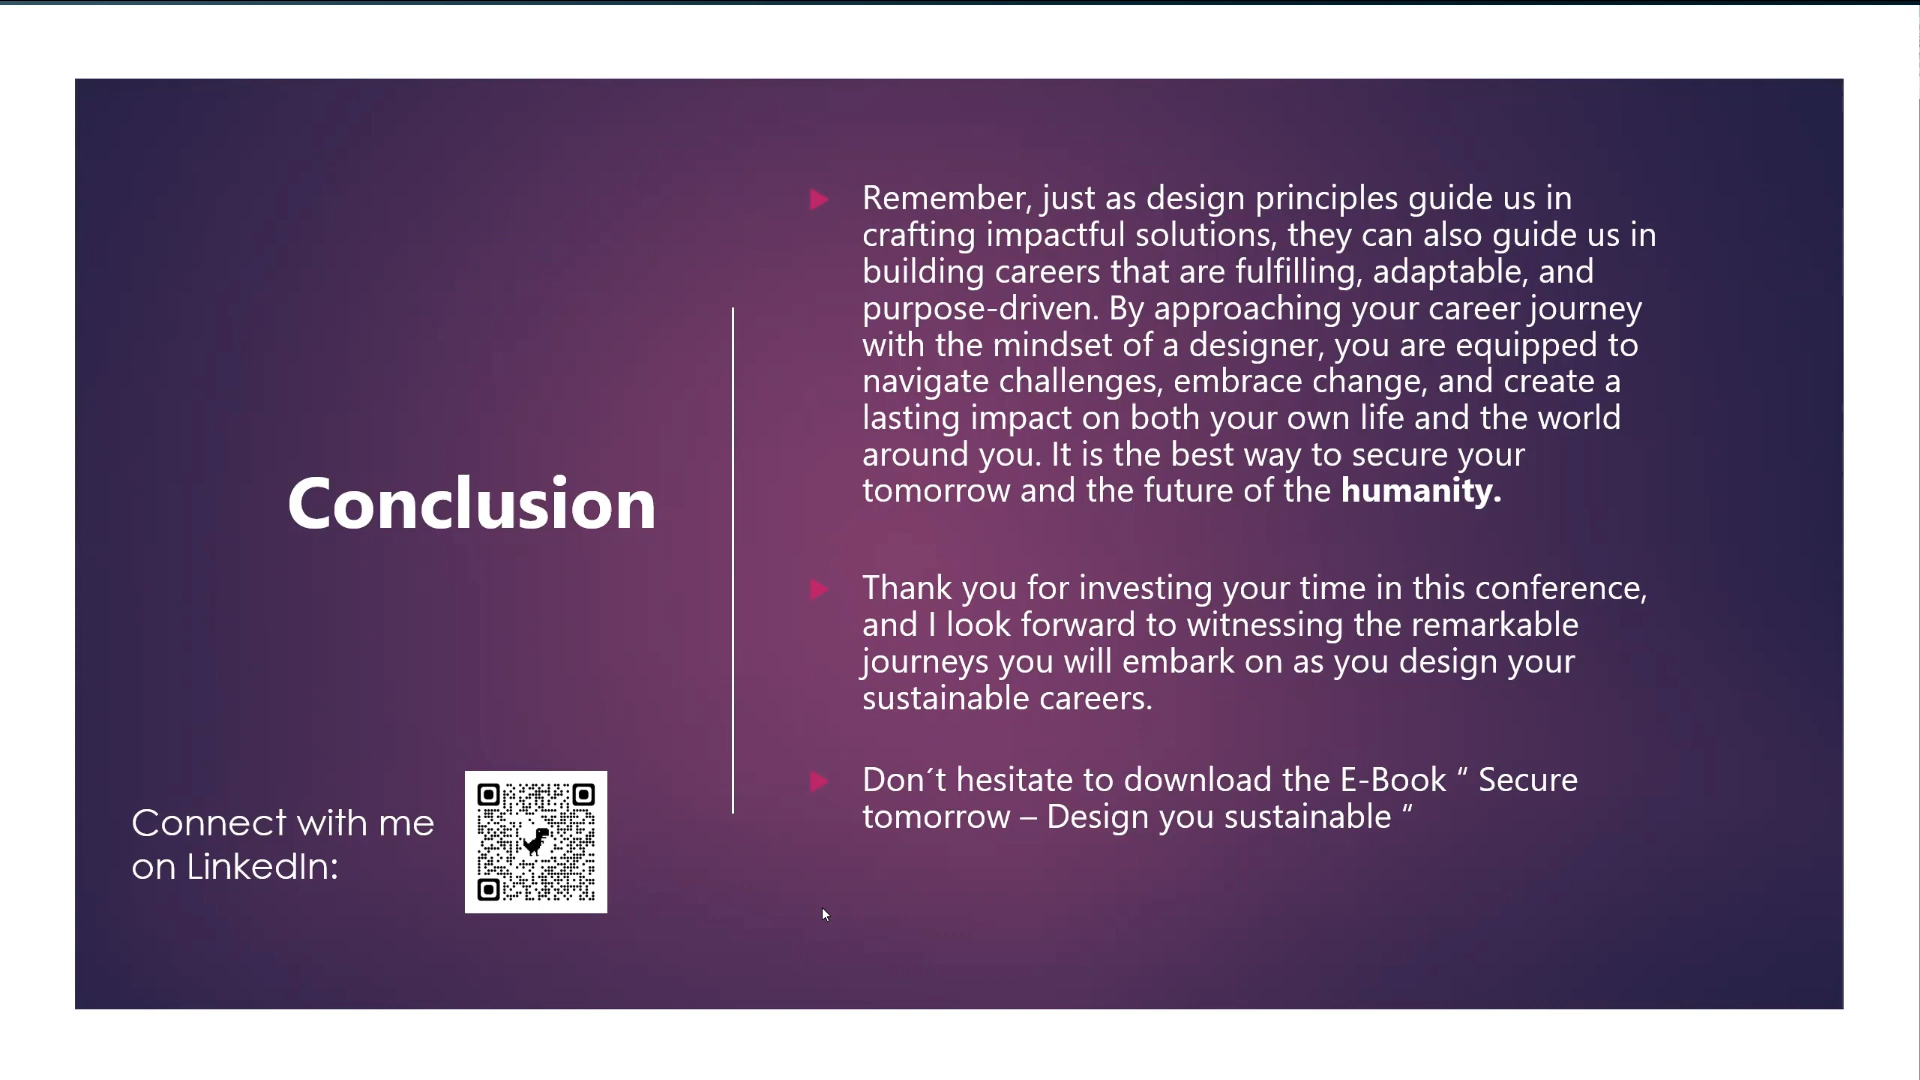 Conclusion
Connect with me
on LinkedIn:
Remember, just as design principles guide us in
crafting impactful solutions, they can also guide us in
building careers that are fulfilling, adaptable, and
purpose-driven. By approaching your career journey
with the mindset of a designer, you are equipped to
navigate challenges, embrace change, and create a
lasting impact on both your own life and the world
around you. It is the best way to secure your
tomorrow and the future of the humanity.
Thank you for investing your time in this conference,
and I look forward to witnessing the remarkable
journeys you will embark on as you design your
sustainable careers.
Don´t hesitate to download the E-Book “ Secure
tomorrow – Design you sustainable “